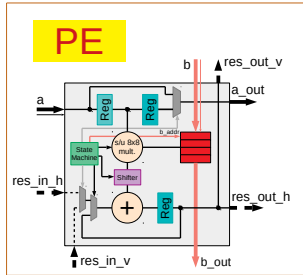 PE
res_out_v
b
a_out
a
Reg
Reg
b_addr
s/u 8x8
mult.
State
Machine
Shifter
res_in_h
+
Reg
res_out_h
b_out
res_in_v